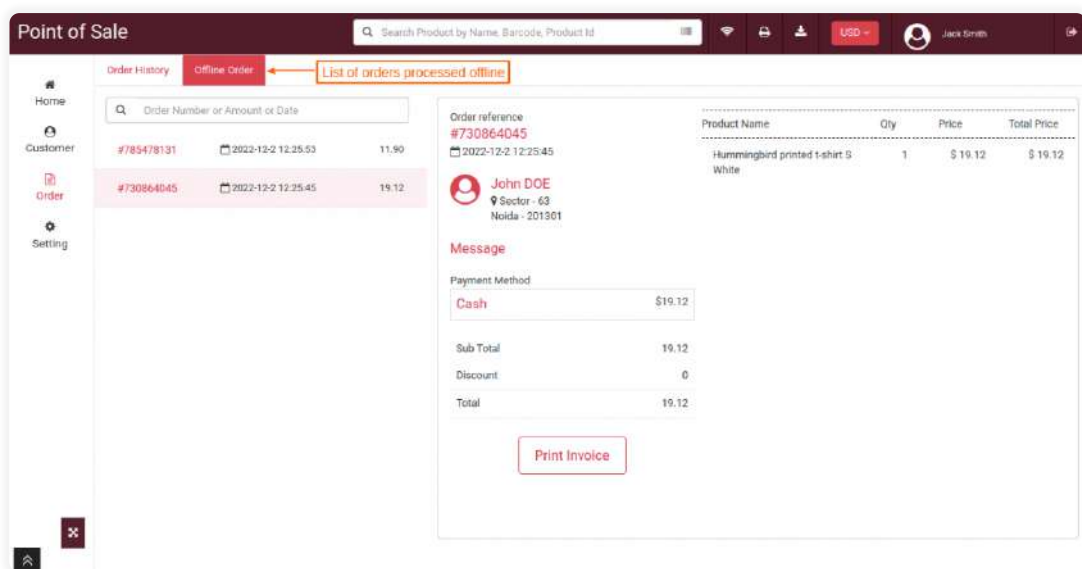 Point of Sale
Search Product by Name, Barcode, Product Id
USD
Jack Smith
Home
Customer
Order
Setting
Order History
Offline Order
List of orders processed offline
Order Number or Amount or Date
#785478131 2022-12-2 12:25:53 11.90
#730864045 2022-12-2 12:25:45 19.12
Order reference
#730864045
2022-12-2 12:25:45
John DOE
Sector - 63
Noida - 201301
Message
Payment Method
Cash $19.12
Sub Total 19.12
Discount 0
Total 19.12
Print Invoice
Product Name Qty Price Total Price
Hummingbird printed t-shirt S 1 $ 19.12 $ 19.12
White